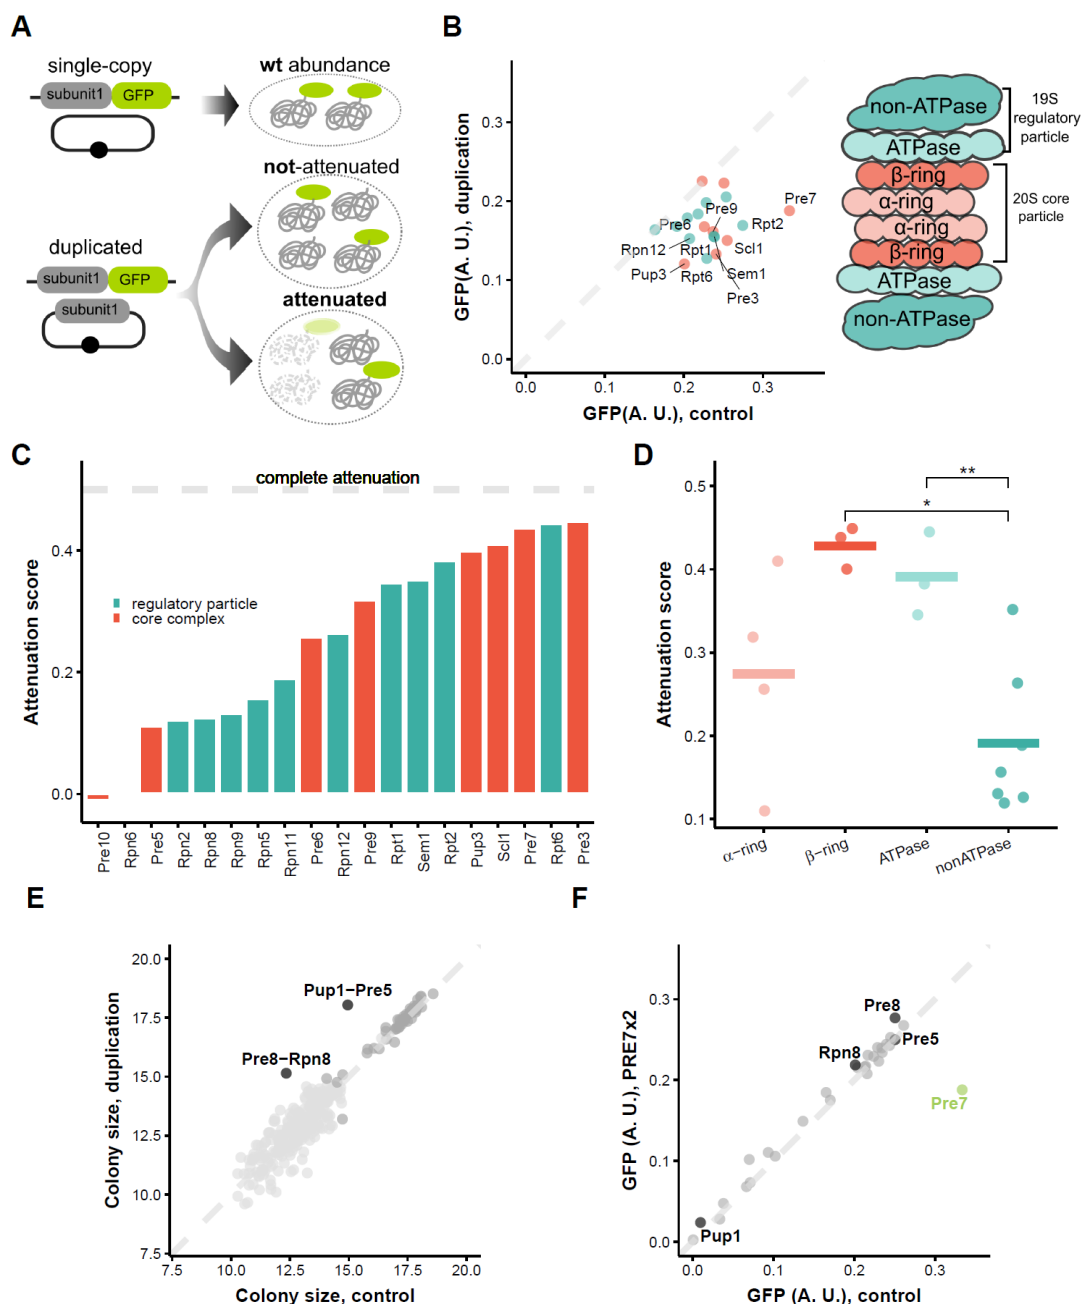 A
single-copy
subunit1
GFP
wt abundance
not-attenuated
duplicated
subunit1
GFP
subunit1
attenuated
B
GFP(A. U.), duplication
0.3
0.2
0.1
0.0
0.0
0.1
0.2
0.3
GFP(A. U.), control
Pre7
Pre9
Pre6
Rpt2
Rpn12
Rpt1
Scl1
Pup3
Rpt6
Sem1
Pre3
non-ATPase
ATPase
β-ring
α-ring
α-ring
β-ring
ATPase
non-ATPase
19S
regulatory
particle
20S core
particle
C
complete attenuation
Attenuation score
0.4
0.2
0.0
regulatory particle
core complex
Pre10
Rpn6
Pre5
Rpn2
Rpn8
Rpn9
Rpn5
Rpn11
Pre6
Rpn12
Pre9
Rpt1
Sem1
Rpt2
Pup3
Scl1
Pre7
Rpt6
Pre3
D
Attenuation score
0.5
0.4
0.3
0.2
0.1
**
*
α−ring
β−ring
ATPase
nonATPase
E
Colony size, duplication
20.0
17.5
15.0
12.5
10.0
7.5
Pup1−Pre5
Pre8−Rpn8
7.5
10.0
12.5
15.0
17.5
20.0
Colony size, control
F
GFP (A. U.), PRE7x2
0.3
0.2
0.1
0.0
Pre8
Pre5
Rpn8
Pre7
Pup1
0.0
0.1
0.2
0.3
GFP (A. U.), control